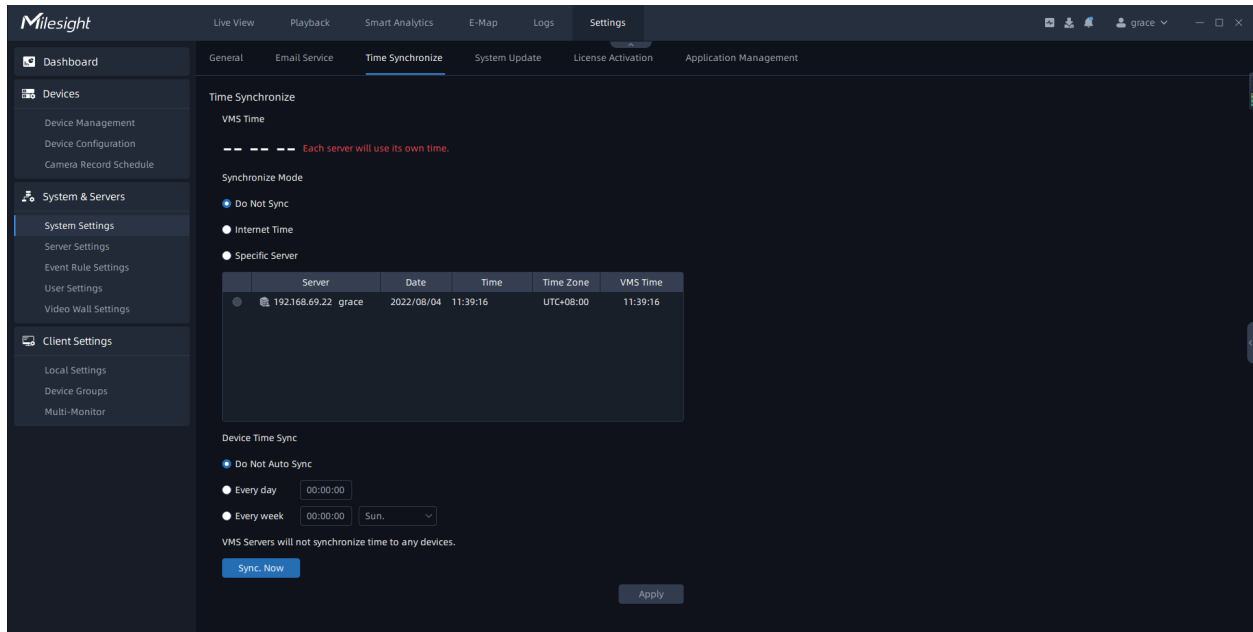 Milesight Live View Playback Smart Analytics E-Map Logs Settings grace
Dashboard
Devices
Device Management
Device Configuration
Camera Record Schedule
System & Servers
System Settings
Server Settings
Event Rule Settings
User Settings
Video Wall Settings
Client Settings
Local Settings
Device Groups
Multi-Monitor
General Email Service Time Synchronize System Update License Activation Application Management
Time Synchronize
VMS Time
-- -- -- Each server will use its own time.
Synchronize Mode
Do Not Sync
Internet Time
Specific Server
Server Date Time Time Zone VMS Time
192.168.69.22 grace 2022/08/04 11:39:16 UTC+08:00 11:39:16
Device Time Sync
Do Not Auto Sync
Every day 00:00:00
Every week 00:00:00 Sun.
VMS Servers will not synchronize time to any devices.
Sync. Now
Apply